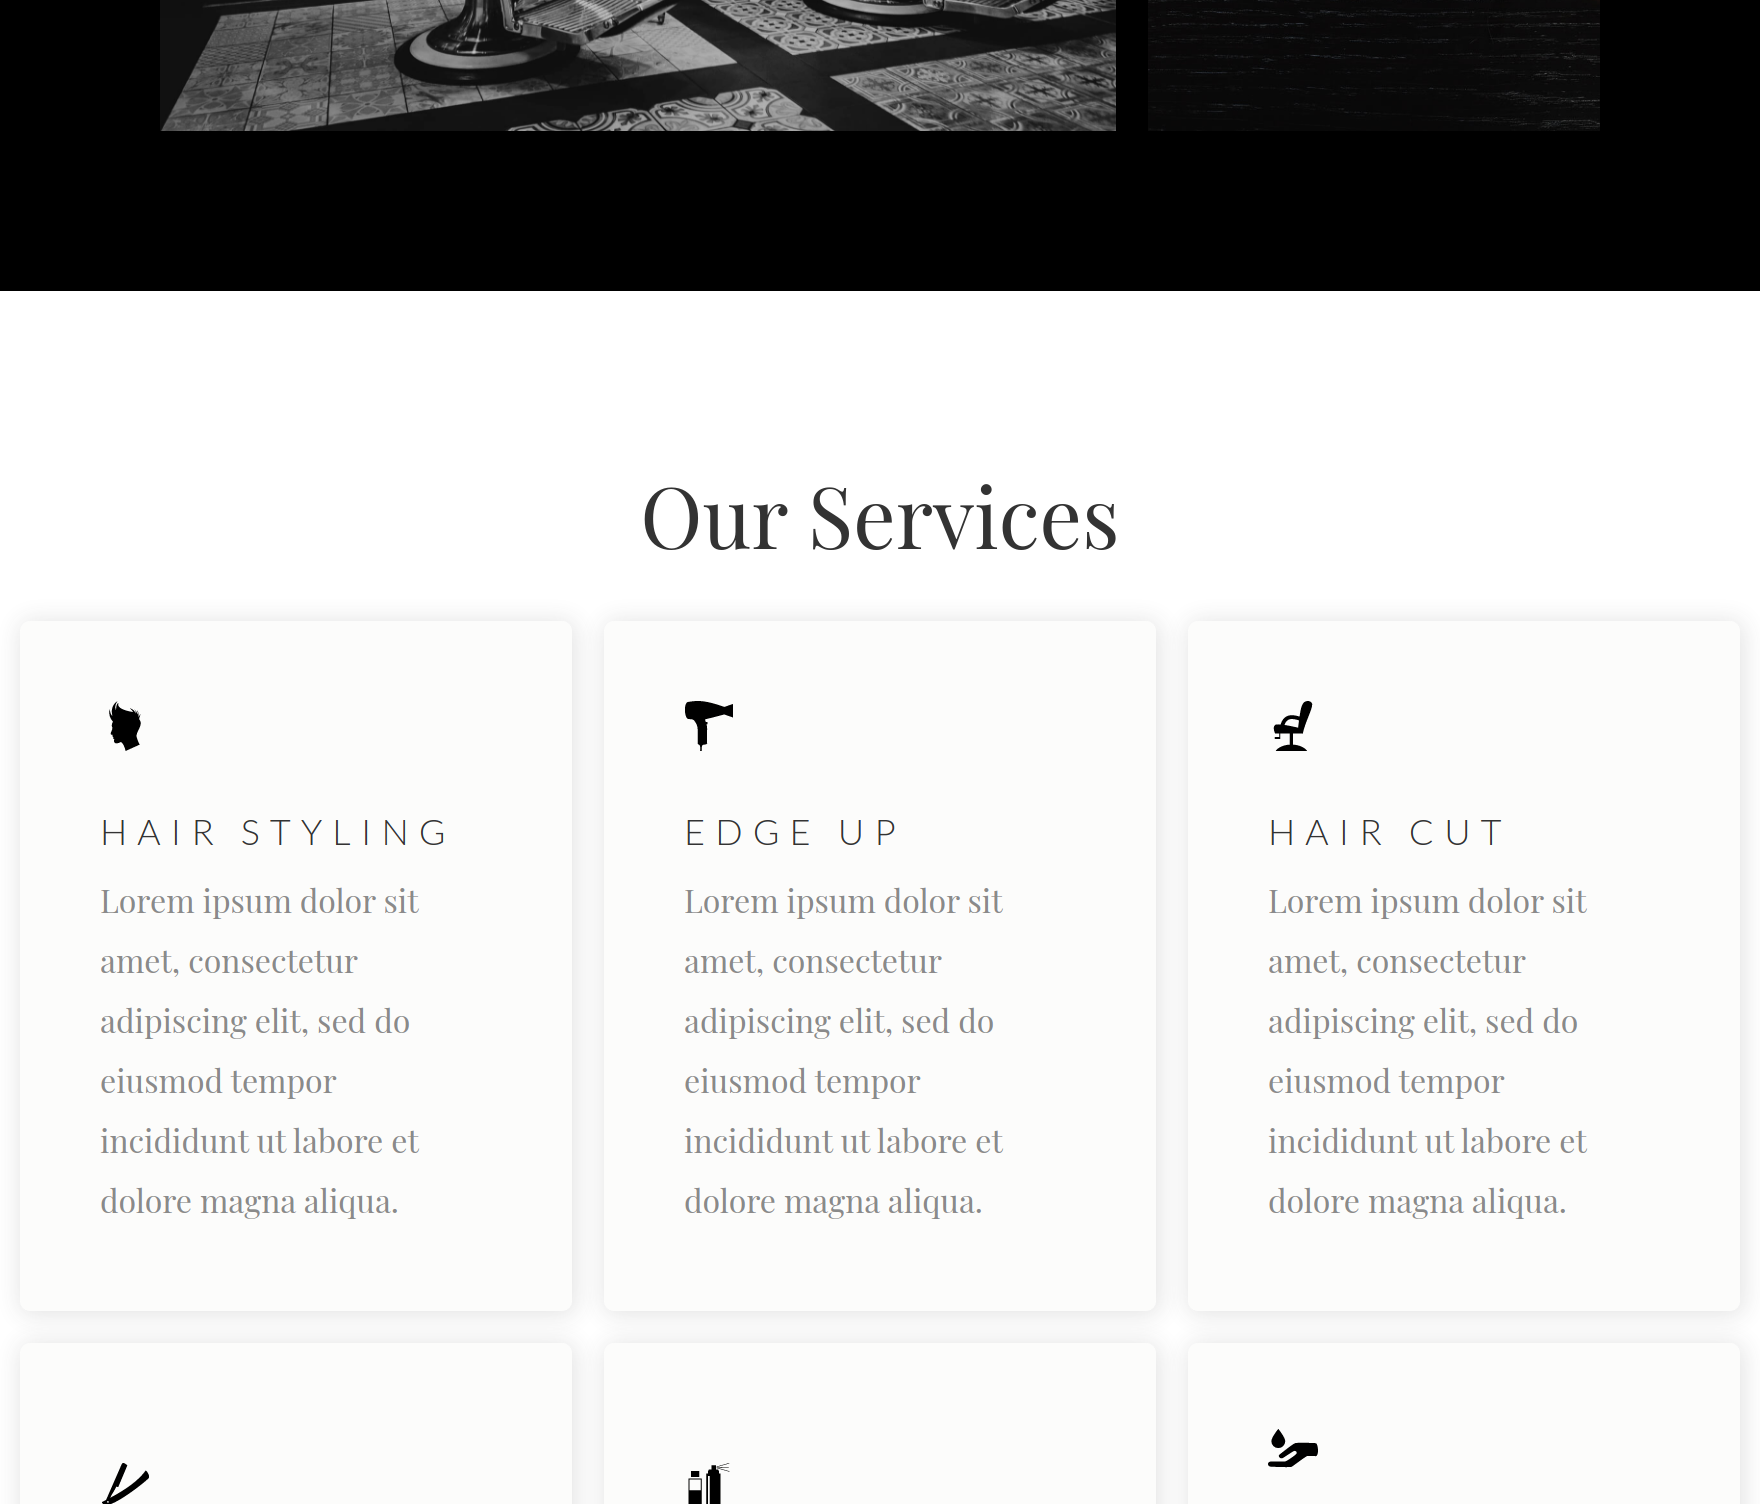 Our Services
HAIR STYLING
Lorem ipsum dolor sit
amet, consectetur
adipiscing elit, sed do
eiusmod tempor
incididunt ut labore et
dolore magna aliqua.
EDGE UP
Lorem ipsum dolor sit
amet, consectetur
adipiscing elit, sed do
eiusmod tempor
incididunt ut labore et
dolore magna aliqua.
HAIR CUT
Lorem ipsum dolor sit
amet, consectetur
adipiscing elit, sed do
eiusmod tempor
incididunt ut labore et
dolore magna aliqua.